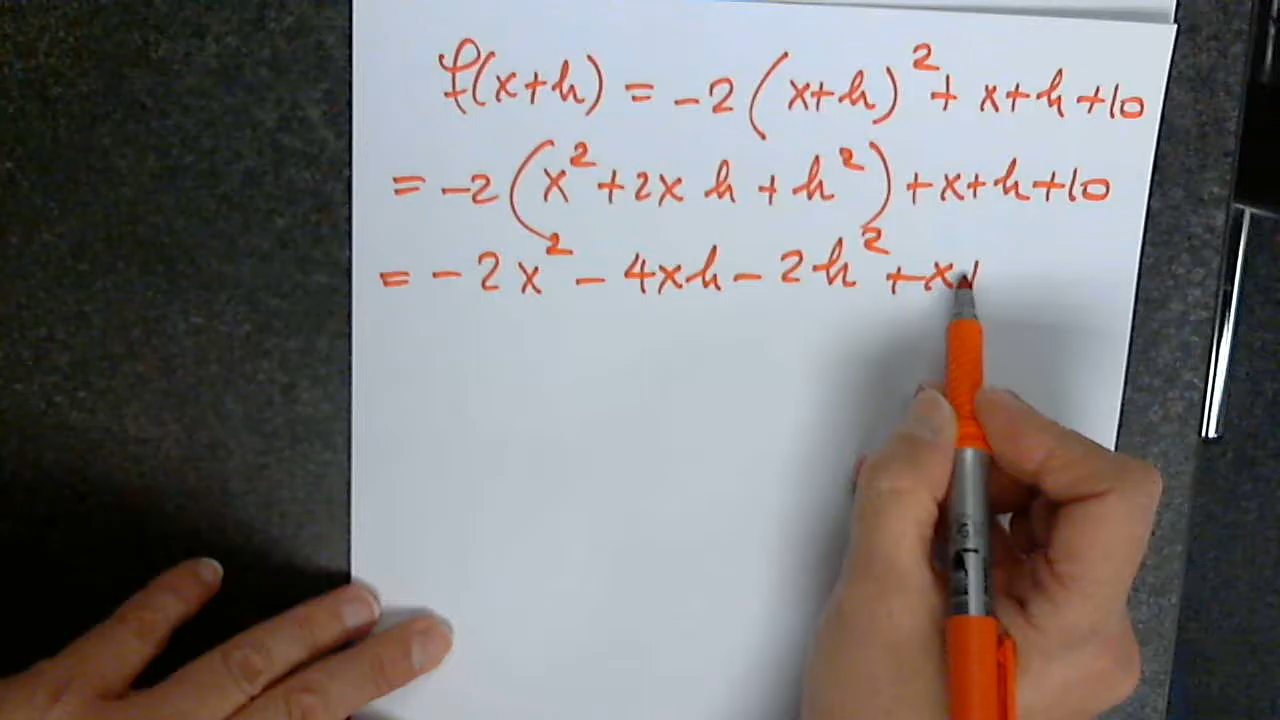 f(x+h) = -2(x+h)² + x+h+10
= -2(x²+2xh+h²)+x+h+10
= -2x² - 4xh - 2h² +x